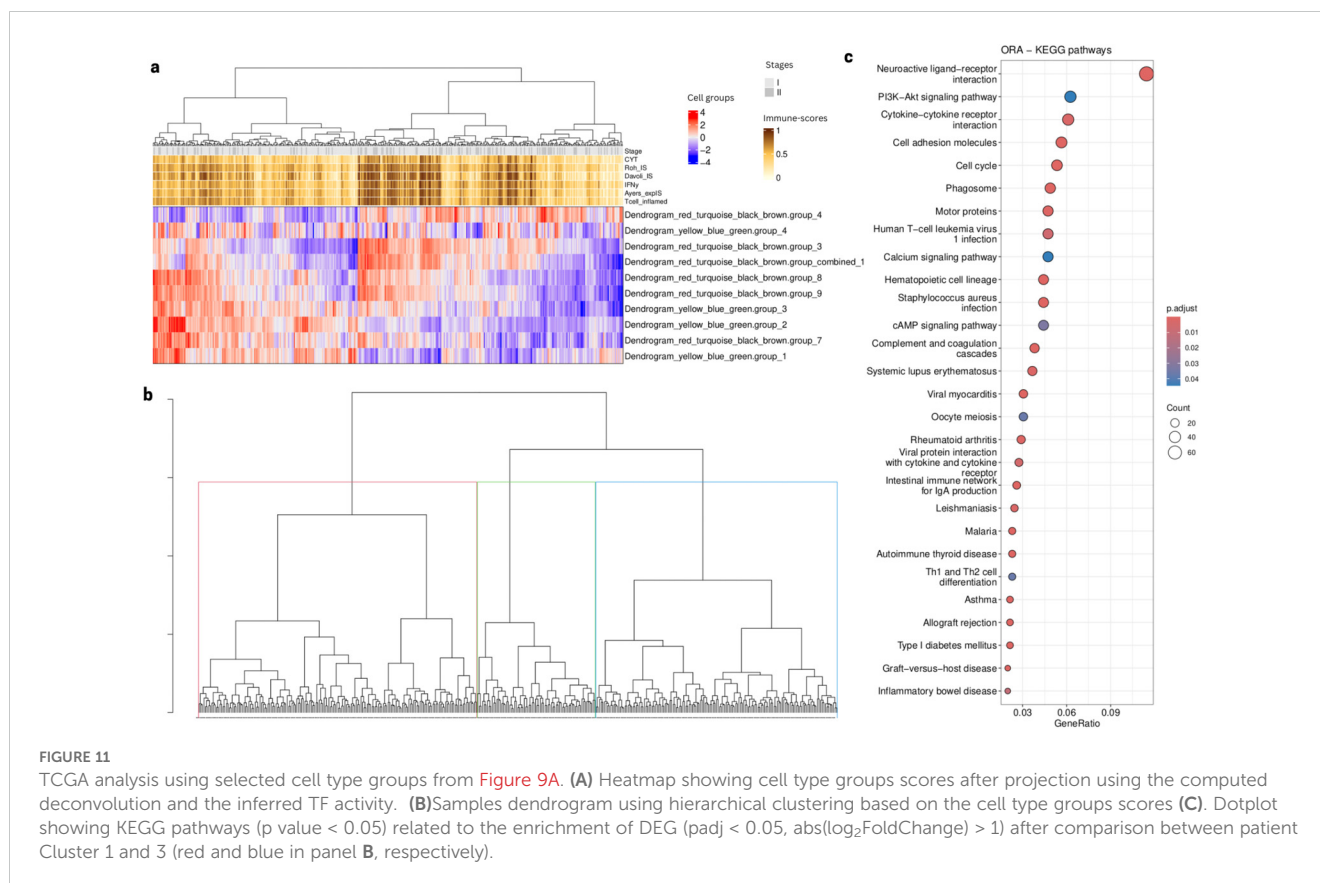 a
Stages
I
II
Cell groups
4
2
0
−2
−4
Immune-scores
1
0.5
0
Stage
CYT
Roh_IS
Davoli_IS
IFNy
Ayers_expIS
Tcell_inflamed
Dendrogram_red_turquoise_black_brown.group_4
Dendrogram_yellow_blue_green.group_4
Dendrogram_red_turquoise_black_brown.group_3
Dendrogram_red_turquoise_black_brown.group_combined_1
Dendrogram_red_turquoise_black_brown.group_8
Dendrogram_red_turquoise_black_brown.group_9
Dendrogram_yellow_blue_green.group_3
Dendrogram_yellow_blue_green.group_2
Dendrogram_red_turquoise_black_brown.group_7
Dendrogram_yellow_blue_green.group_1
b
c
ORA − KEGG pathways
Neuroactive ligand−receptor
interaction
PI3K−Akt signaling pathway
Cytokine−cytokine receptor
interaction
Cell adhesion molecules
Cell cycle
Phagosome
Motor proteins
Human T−cell leukemia virus
1 infection
Calcium signaling pathway
Hematopoietic cell lineage
Staphylococcus aureus
infection
cAMP signaling pathway
Complement and coagulation
cascades
Systemic lupus erythematosus
Viral myocarditis
Oocyte meiosis
Rheumatoid arthritis
Viral protein interaction
with cytokine and cytokine
receptor
Intestinal immune network
for IgA production
Leishmaniasis
Malaria
Autoimmune thyroid disease
Th1 and Th2 cell
differentiation
Asthma
Allograft rejection
Type I diabetes mellitus
Graft−versus−host disease
Inflammatory bowel disease
0.03 0.06 0.09
GeneRatio
p.adjust
0.01
0.02
0.03
0.04
Count
20
40
60
FIGURE 11
TCGA analysis using selected cell type groups from Figure 9A. (A) Heatmap showing cell type groups scores after projection using the computed
deconvolution and the inferred TF activity. (B)Samples dendrogram using hierarchical clustering based on the cell type groups scores (C). Dotplot
showing KEGG pathways (p value < 0.05) related to the enrichment of DEG (padj < 0.05, abs(log₂FoldChange) > 1) after comparison between patient
Cluster 1 and 3 (red and blue in panel B, respectively).